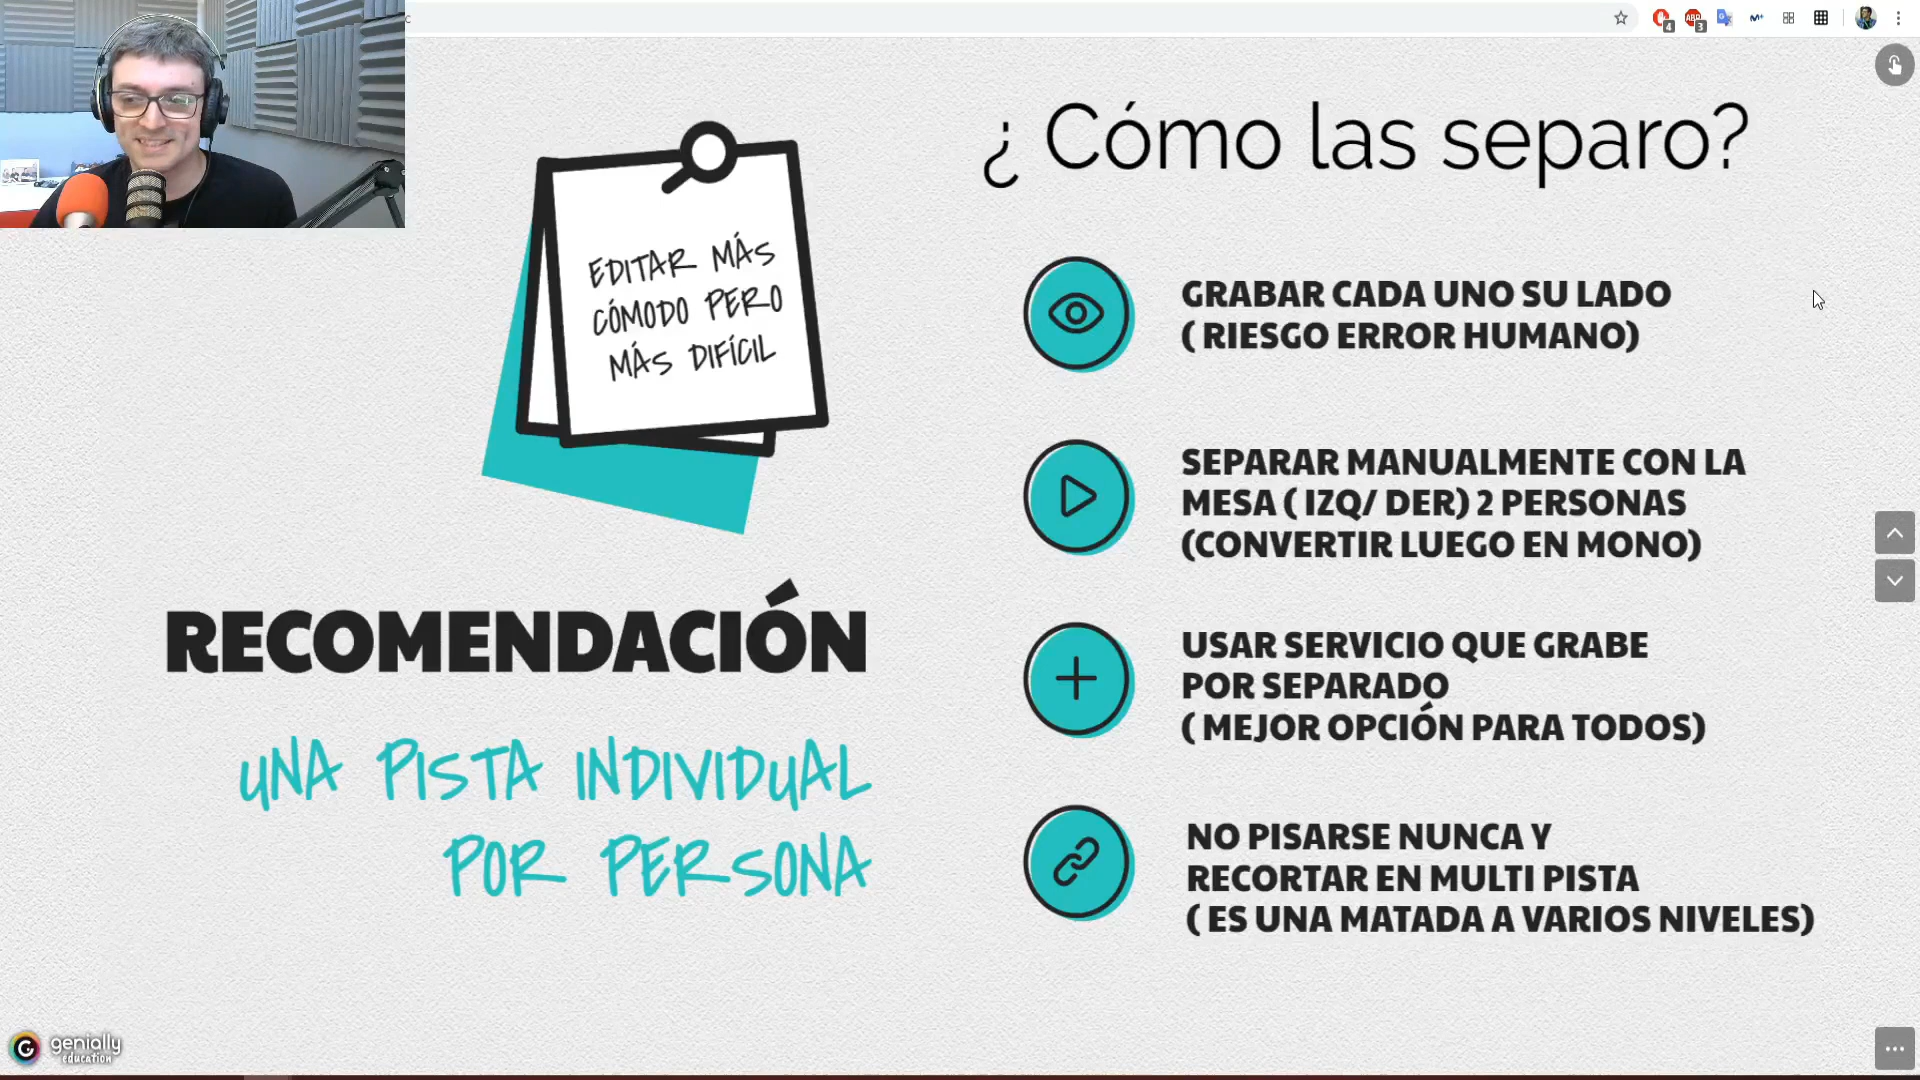 c
4
ABP
3
EDITAR MÁS
CÓMODO PERO
MÁS DIFÍCIL
RECOMENDACIÓN
UNA PISTA INDIVIDUAL
POR PERSONA
¿ Cómo las separo?
GRABAR CADA UNO SU LADO
( RIESGO ERROR HUMANO)
SEPARAR MANUALMENTE CON LA
MESA ( IZQ/ DER) 2 PERSONAS
(CONVERTIR LUEGO EN MONO)
USAR SERVICIO QUE GRABE
POR SEPARADO
( MEJOR OPCIÓN PARA TODOS)
NO PISARSE NUNCA Y
RECORTAR EN MULTI PISTA
( ES UNA MATADA A VARIOS NIVELES)
genially
education